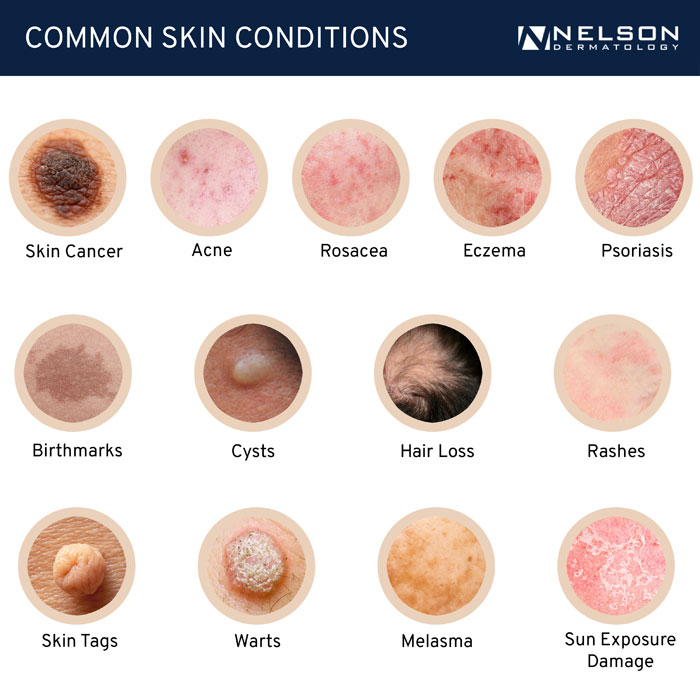 COMMON SKIN CONDITIONS
NELSON
DERMATOLOGY
Skin Cancer
Acne
Rosacea
Eczema
Psoriasis
Birthmarks
Cysts
Hair Loss
Rashes
Skin Tags
Warts
Melasma
Sun Exposure
Damage